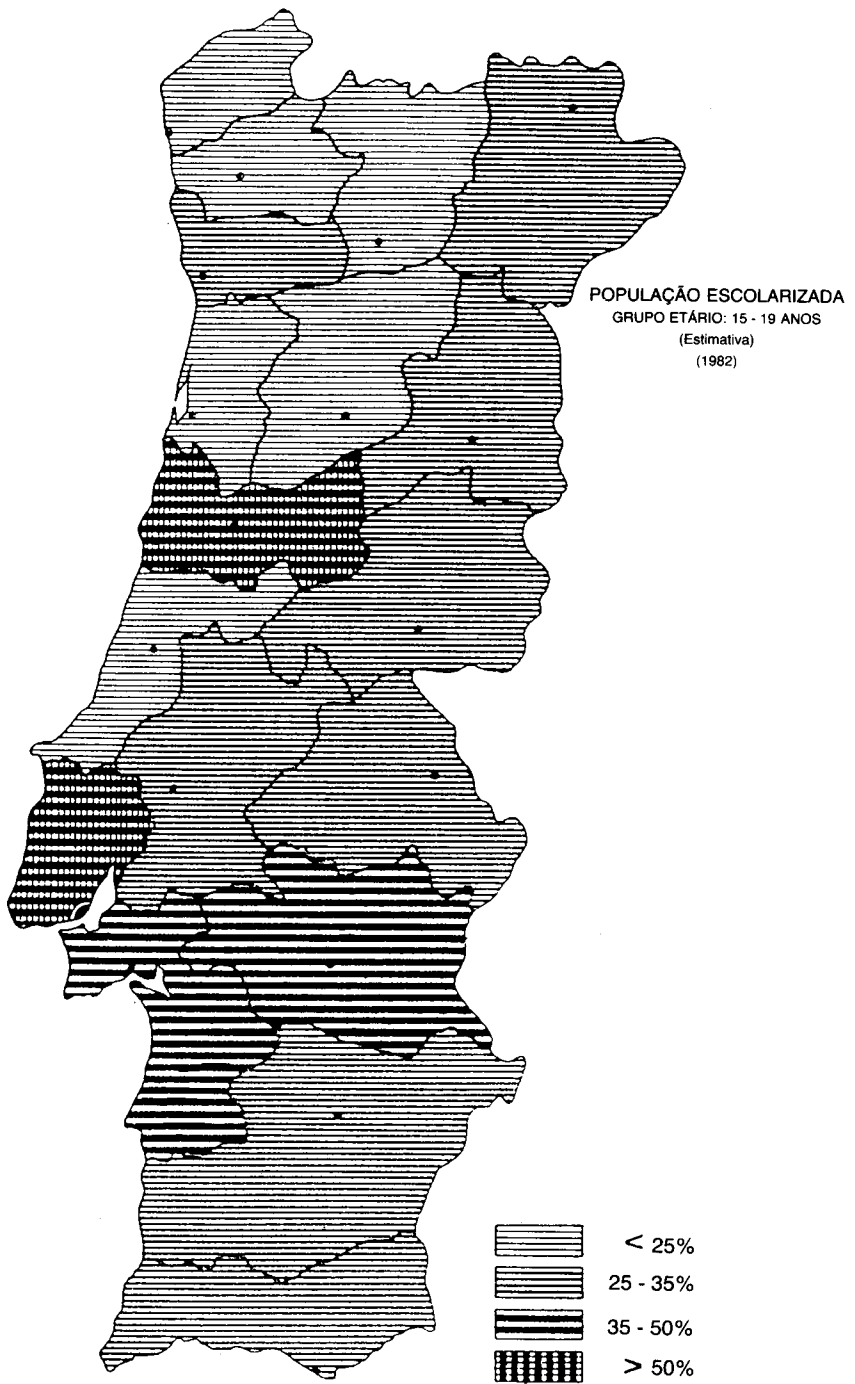 POPULAÇÃO ESCOLARIZADA
GRUPO ETÁRIO: 15 - 19 ANOS
(Estimativa)
(1982)
< 25%
25 - 35%
35 - 50%
> 50%